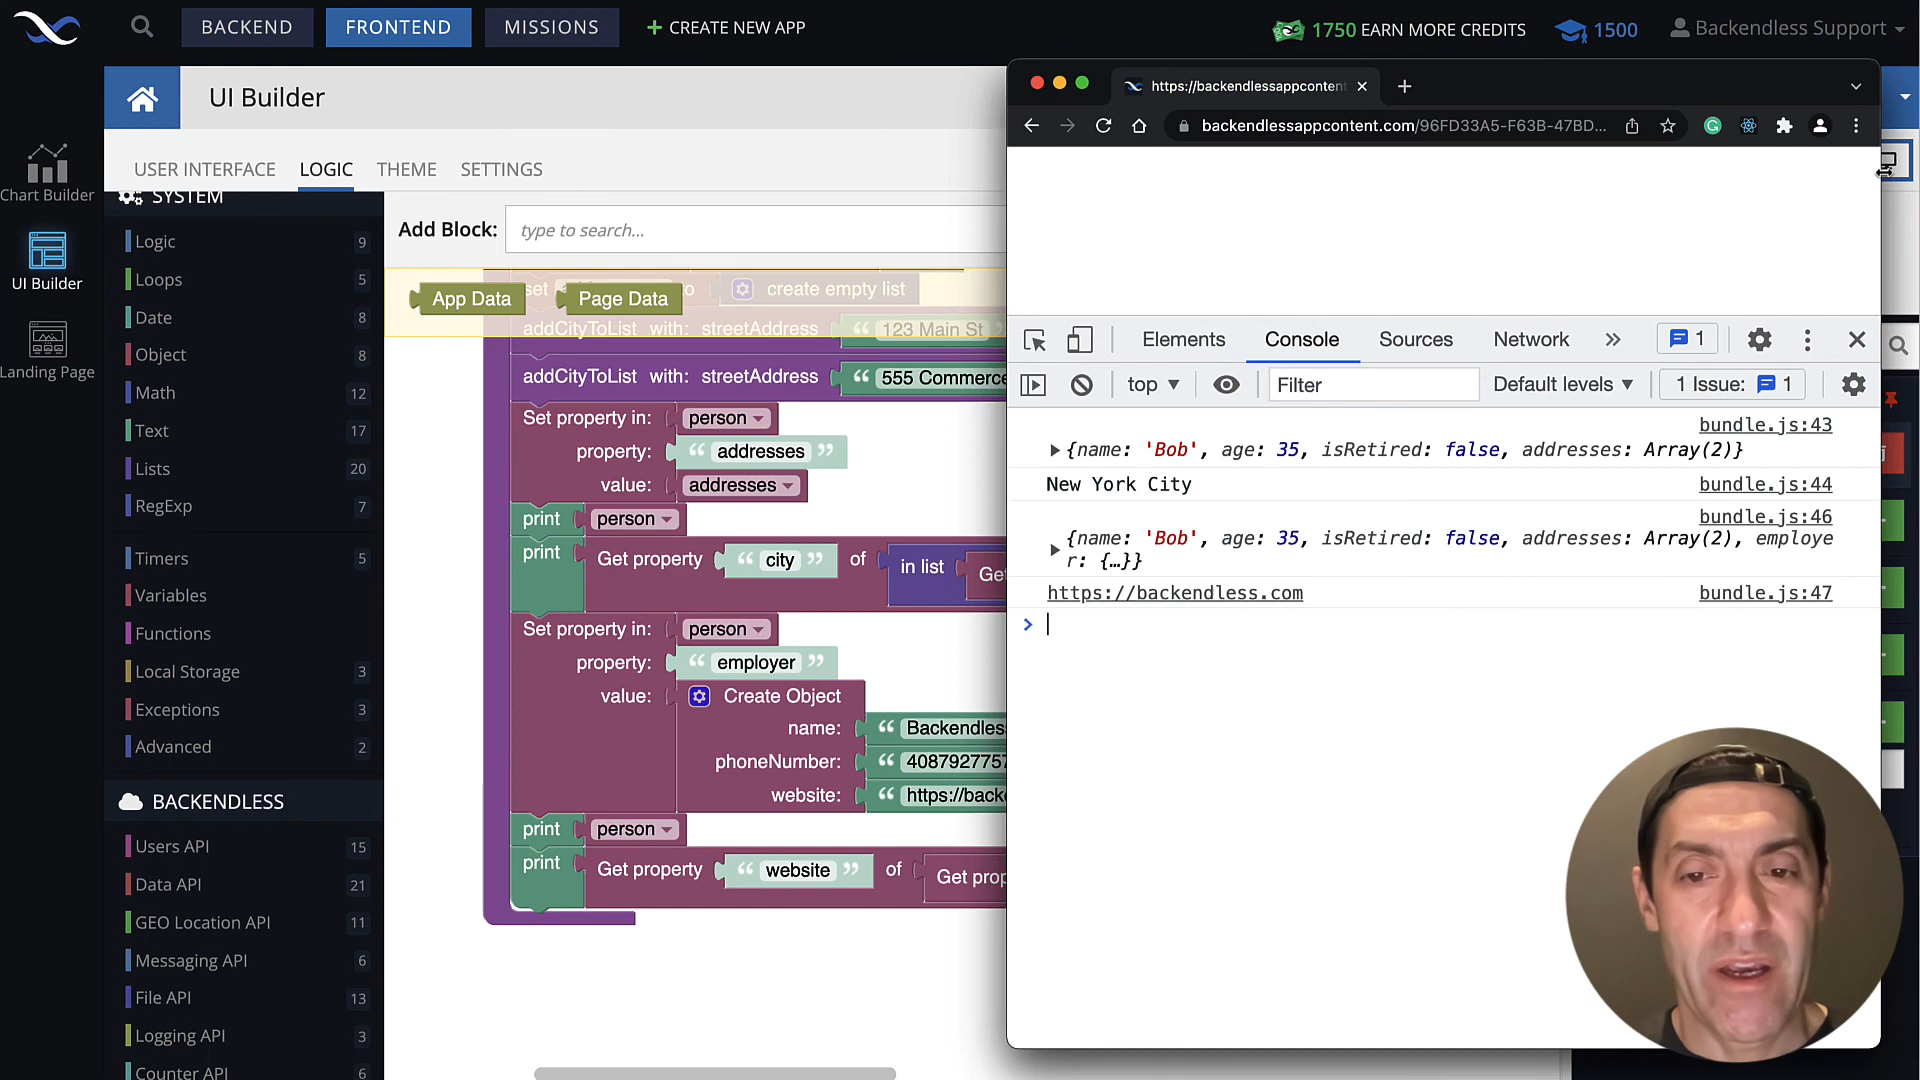 BACKEND
FRONTEND
MISSIONS
CREATE NEW APP
1750 EARN MORE CREDITS
1500
Backendless Support
UI Builder
Chart Builder
UI Builder
Landing Page
USER INTERFACE
LOGIC
THEME
SETTINGS
SYSTEM
Logic 9
Loops 5
Date 8
Object 8
Math 12
Text 17
Lists 20
RegExp 7
Timers 5
Variables
Functions
Local Storage 3
Exceptions 3
Advanced 2
BACKENDLESS
Users API 15
Data API 21
GEO Location API 11
Messaging API 6
File API 13
Logging API 3
Counter API 6
Add Block:
type to search...
App Data
Page Data
set
to
create empty list
addCityToList with: streetAddress “ 123 Main St ”
addCityToList with: streetAddress “ 555 Commerce
Set property in: person
property: “ addresses ”
value: addresses
print person
print Get property “ city ” of in list Get
Set property in: person
property: “ employer ”
value: Create Object
name: “ Backendless
phoneNumber: “ 4087927757
website: “ https://back
print person
print Get property “ website ” of Get prop
https://backendlessappcontent
backendlessappcontent.com/96FD33A5-F63B-47BD...
Elements
Console
Sources
Network
»
1
top
Filter
Default levels
1 Issue: 1
bundle.js:43
{name: 'Bob', age: 35, isRetired: false, addresses: Array(2)}
New York City bundle.js:44
bundle.js:46
{name: 'Bob', age: 35, isRetired: false, addresses: Array(2), employe
r: {…}}
https://backendless.com bundle.js:47
>